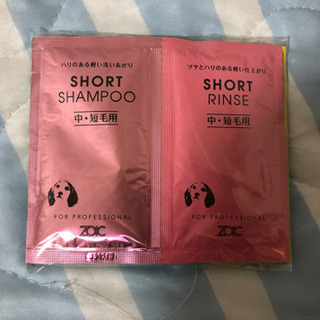 ハリのある軽い洗いあがり
SHORT
SHAMPOO
中・短毛用
FOR PROFESSIONAL
ZOIC
ツヤとハリのある軽い仕上がり
SHORT
RINSE
中・短毛用
FOR PROFESSIONAL
ZOIC